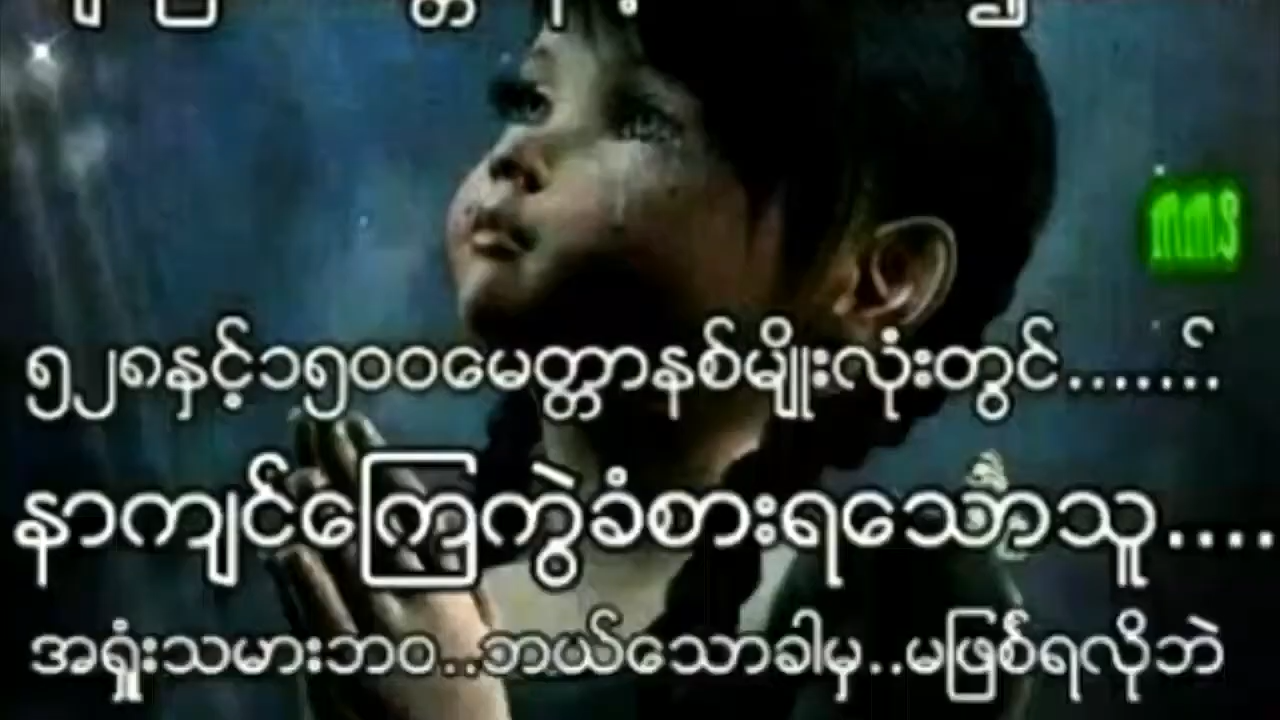 mms
၅၂၈နှင့်၁၅၀၀မေတ္တာနှစ်မျိုးလုံးတွင်.......
နာကျင်ကြေကွဲခံစားရသောသူ....
အရှုံးသမားဘဝ..ဘယ်သောခါမှ..မဖြစ်ရလိုဘဲ